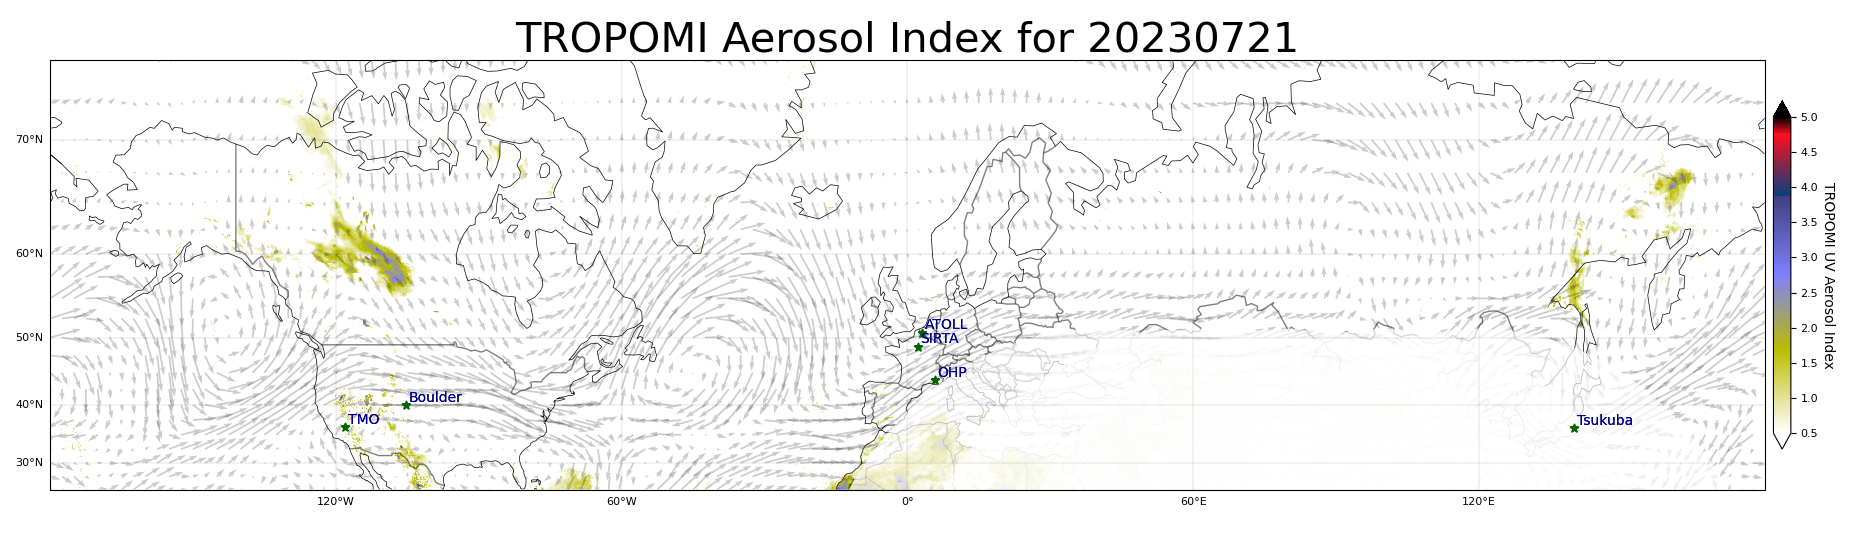 TROPOMI Aerosol Index for 20230721
70°N
60°N
50°N
40°N
30°N
120°W
60°W
0°
60°E
120°E
ATOLL
SIRTA
OHP
Boulder
TMO
Tsukuba
5.0
4.5
4.0
3.5
3.0
2.5
2.0
1.5
1.0
0.5
TROPOMI UV Aerosol Index